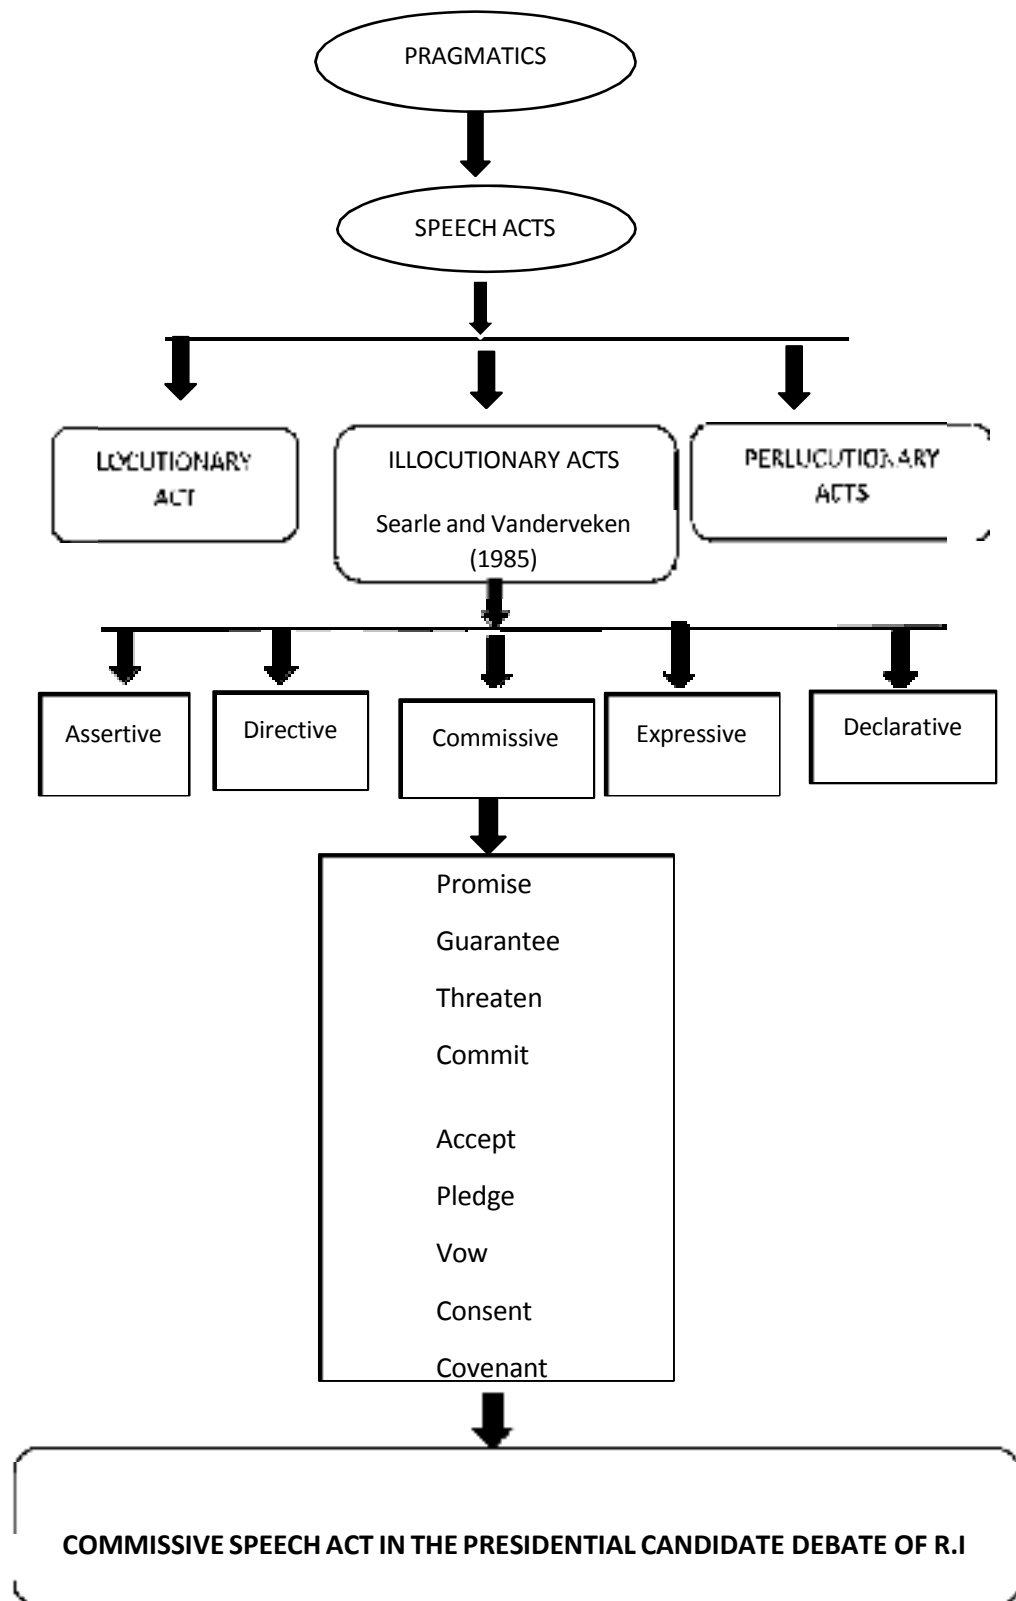 PRAGMATICS
SPEECH ACTS
LOCUTIONARY
ACT
ILLOCUTIONARY ACTS
Searle and Vanderveken
(1985)
PERLUCUTIONARY
ACTS
Assertive
Directive
Commissive
Expressive
Declarative
Promise
Guarantee
Threaten
Commit
Accept
Pledge
Vow
Consent
Covenant
COMMISSIVE SPEECH ACT IN THE PRESIDENTIAL CANDIDATE DEBATE OF R.I